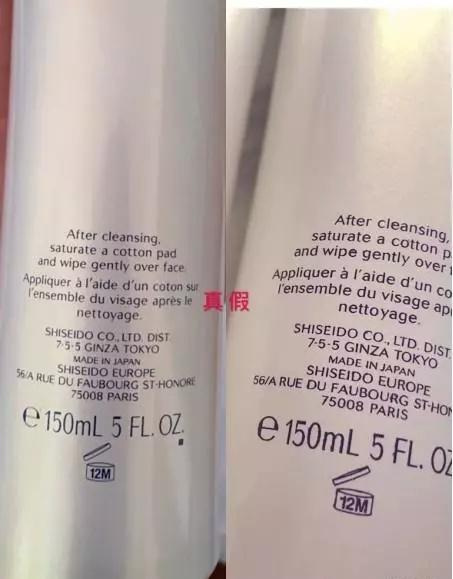 After cleansing,
saturate a cotton pad
and wipe gently over face.
Appliquer à l'aide d'un coton sur
l'ensemble du visage après le
nettoyage.
SHISEIDO CO., LTD. DIST.
7-5-5 GINZA TOKYO
MADE IN JAPAN
SHISEIDO EUROPE
56/A RUE DU FAUBOURG ST-HONORE
75008 PARIS
e 150mL 5 FL. OZ.
12M
真 假
After cleansing,
saturate a cotton p
and wipe gently over f
Appliquer à l'aide d'un co
l'ensemble du visage ap
nettoyage.
SHISEIDO CO., LTD. DIST.
7-5-5 GINZA TOKYO
MADE IN JAPAN
SHISEIDO EUROPE
56/A RUE DU FAUBOURG ST-HON
75008 PARIS
e 150mL 5 FL. OZ
12M